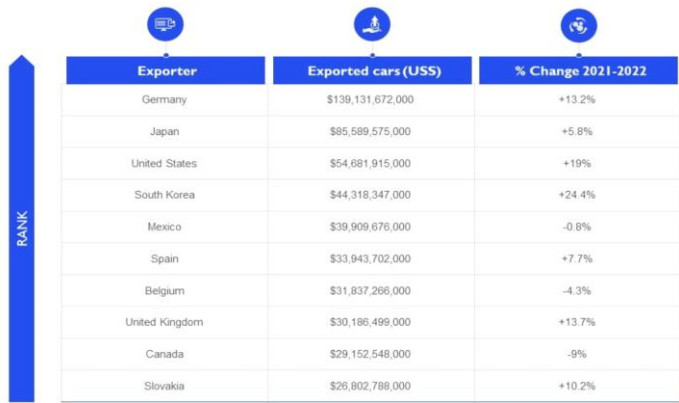 Exporter Exported cars (US$) % Change 2021-2022
Germany $139,131,672,000 +13.2%
Japan $85,589,575,000 +5.8%
United States $54,681,915,000 +19%
South Korea $44,318,347,000 +24.4%
Mexico $39,909,676,000 -0.8%
Spain $33,943,702,000 +7.7%
Belgium $31,837,266,000 -4.3%
United Kingdom $30,186,499,000 +13.7%
Canada $29,152,548,000 -9%
Slovakia $26,802,788,000 +10.2%
RANK